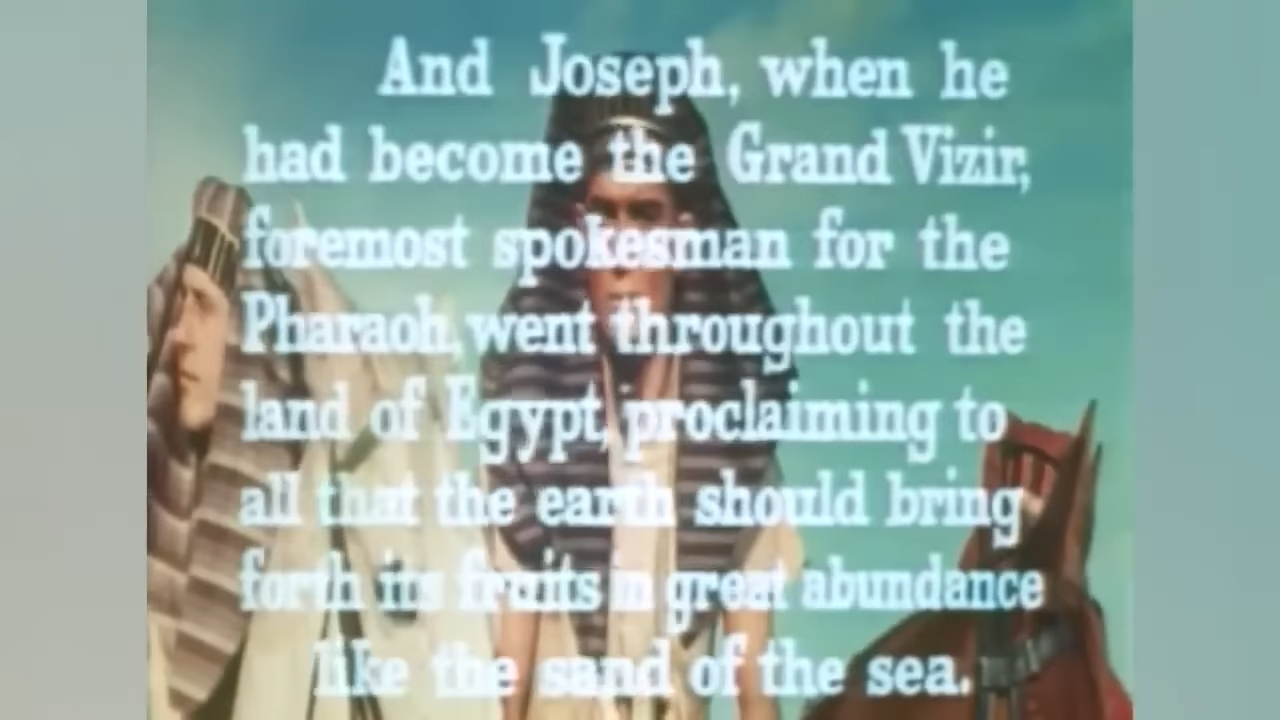 And Joseph, when he
had become the Grand Vizir,
foremost spokesman for the
Pharaoh, went throughout the
land of Egypt, proclaiming to
all that the earth should bring
forth its fruits in great abundance
like the sand of the sea.